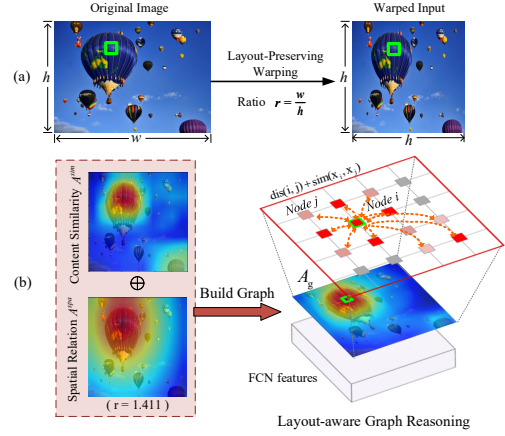 Original Image
Warped Input
(a)
h
w
Layout-Preserving
Warping
Ratio r = w/h
h
h
(b)
Content Similarity A^sim
⊕
Spatial Relation A^spa
( r = 1.411 )
Build Graph
dis(i, j)+sim(x_i, x_j)
Node j
Node i
A_g
FCN features
Layout-aware Graph Reasoning